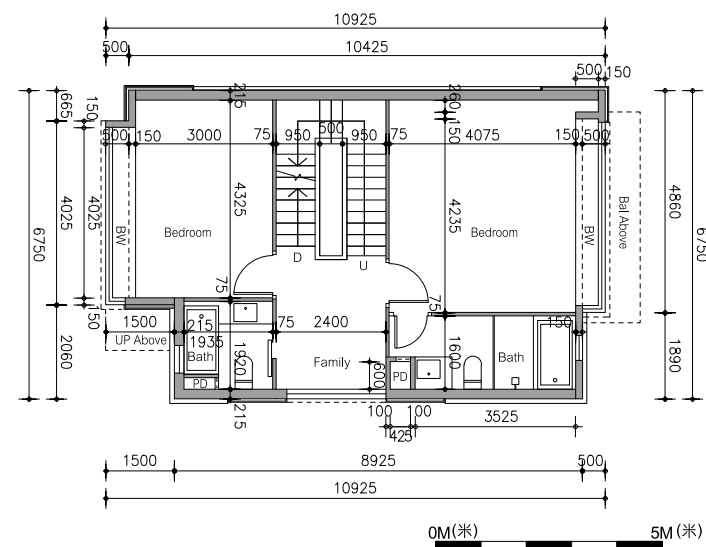 10925
500 10425
500 150
665 150 215 260 150
500 150 3000 75 950 500 950 75 4075 150 500
6750 4025 4025 4325 4235 4860 6750
BW Bedroom D U Bedroom BW Bal Above
75 75
150 1500 215 75 2400 150
1935
UP Above Bath Family Bath
2060 1920 600 1600 1890
PD PD
215 100 100
425 3525
1500 8925 500
10925
0M(米) 5M(米)